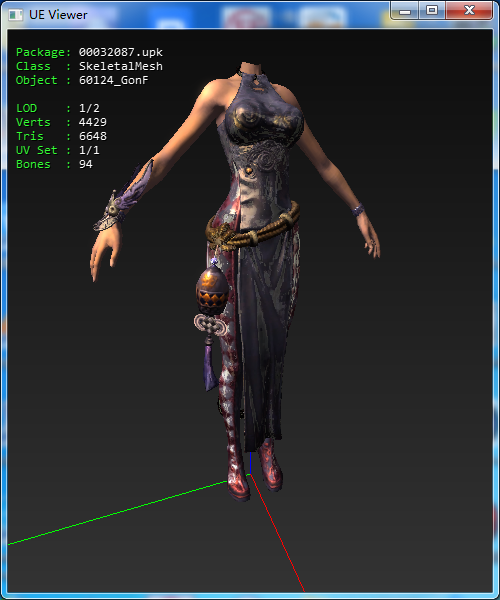 UE Viewer
Package: 00032087.upk
Class : SkeletalMesh
Object : 60124_GonF
LOD : 1/2
Verts : 4429
Tris : 6648
UV Set : 1/1
Bones : 94